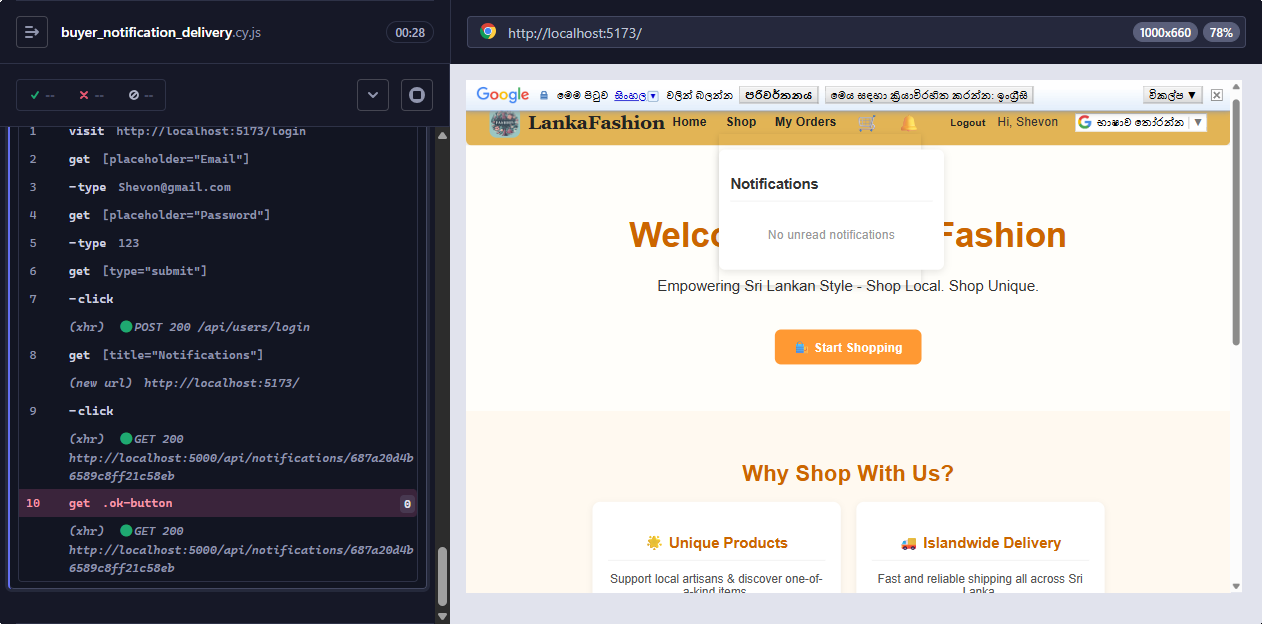 buyer_notification_delivery.cy.js
00:28
--
--
--
1 visit http://localhost:5173/login
2 get [placeholder="Email"]
3 -type Shevon@gmail.com
4 get [placeholder="Password"]
5 -type 123
6 get [type="submit"]
7 -click
(xhr) POST 200 /api/users/login
8 get [title="Notifications"]
(new url) http://localhost:5173/
9 -click
(xhr) GET 200
http://localhost:5000/api/notifications/687a20d4b
6589c8ff21c58eb
10 get .ok-button 0
(xhr) GET 200
http://localhost:5000/api/notifications/687a20d4b
6589c8ff21c58eb
http://localhost:5173/
1000x660 78%
Google මෙම පිටුව සිංහල ▼ වලින් බලන්න පරිවර්තනය මෙය සඳහා ක්‍රියාවිරහිත කරන්න: ඉංග්‍රීසි විකල්ප ▼
LankaFashion Home Shop My Orders Logout Hi, Shevon G භාෂාව තෝරන්න ▼
Notifications
No unread notifications
Welco Fashion
Empowering Sri Lankan Style - Shop Local. Shop Unique.
Start Shopping
Why Shop With Us?
Unique Products
Support local artisans & discover one-of-
a-kind items
Islandwide Delivery
Fast and reliable shipping all across Sri
Lanka